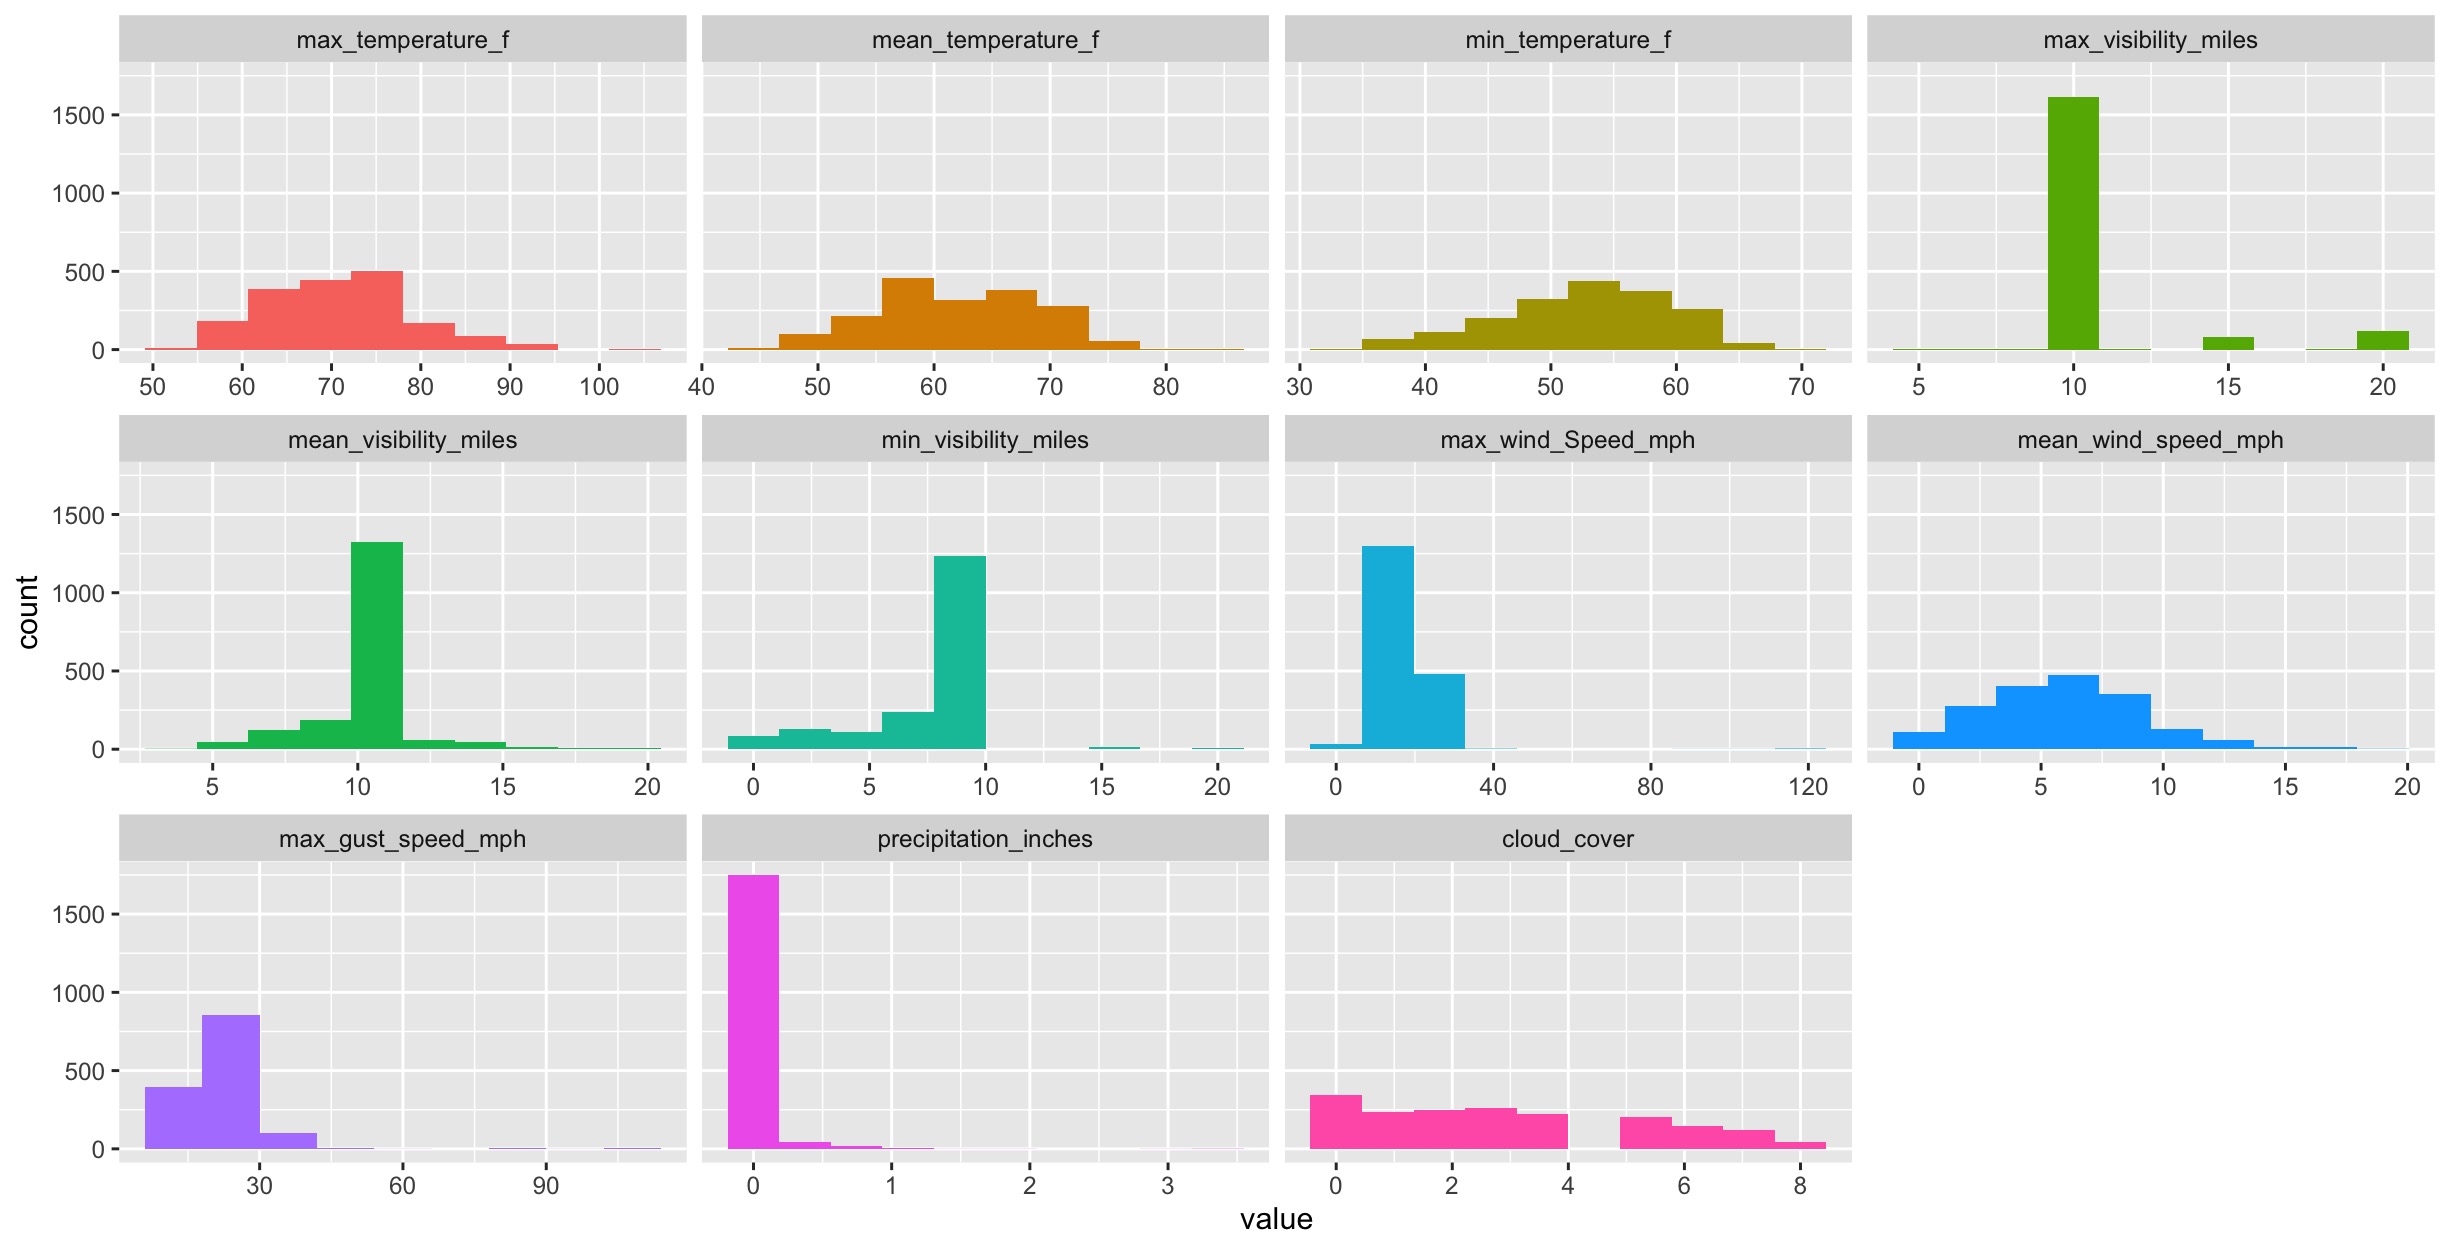 max_temperature_f mean_temperature_f min_temperature_f max_visibility_miles
1500
1000
500
0
50 60 70 80 90 100 40 50 60 70 80 30 40 50 60 70 5 10 15 20
mean_visibility_miles min_visibility_miles max_wind_Speed_mph mean_wind_speed_mph
1500
1000
500
0
5 10 15 20 0 5 10 15 20 0 40 80 120 0 5 10 15 20
count
max_gust_speed_mph precipitation_inches cloud_cover
1500
1000
500
0
30 60 90 0 1 2 3 0 2 4 6 8
value